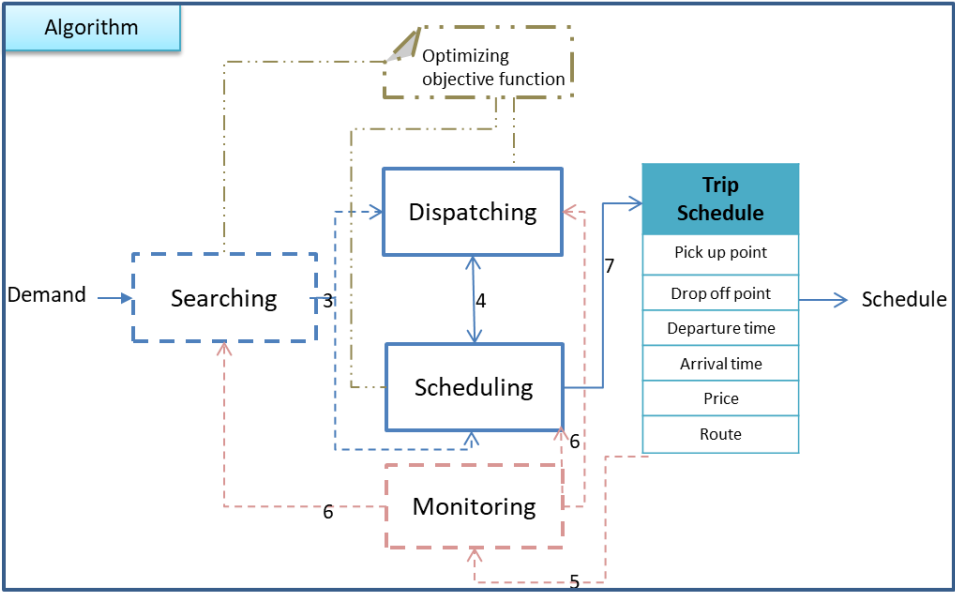 Algorithm
Optimizing
objective function
Dispatching
Trip
Schedule
Pick up point
7
Demand
Searching
3
4
Drop off point
Schedule
Departure time
Arrival time
Scheduling
Price
Route
6
Monitoring
6
5